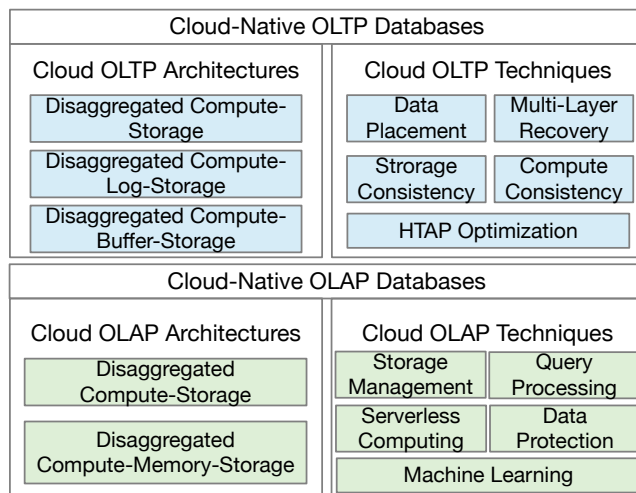 Cloud-Native OLTP Databases
Cloud OLTP Architectures
Disaggregated Compute-
Storage
Disaggregated Compute-
Log-Storage
Disaggregated Compute-
Buffer-Storage
Cloud OLTP Techniques
Data
Placement
Multi-Layer
Recovery
Strorage
Consistency
Compute
Consistency
HTAP Optimization
Cloud-Native OLAP Databases
Cloud OLAP Architectures
Disaggregated
Compute-Storage
Disaggregated
Compute-Memory-Storage
Cloud OLAP Techniques
Storage
Management
Query
Processing
Serverless
Computing
Data
Protection
Machine Learning